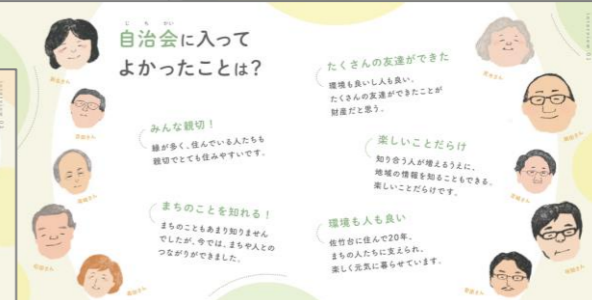 じちかい
自治会に入って
よかったことは?
みんな親切!
緑が多く、住んでいる人たちも
親切でとても住みやすいです。
まちのことを知れる!
まちのこともあまり知りません
でしたが、今では、まちや人との
つながりができました。
たくさんの友達ができた
環境も良いし人も良い、
たくさんの友達ができたことが
財産だと思う。
楽しいことだらけ
知り合う人が増えるうえに、
地域の情報を知ることもできる。
楽しいことだらけです。
環境も人も良い
佐竹台に住んで20年。
まちの人たちに支えられ、
楽しく元気に暮らせています。